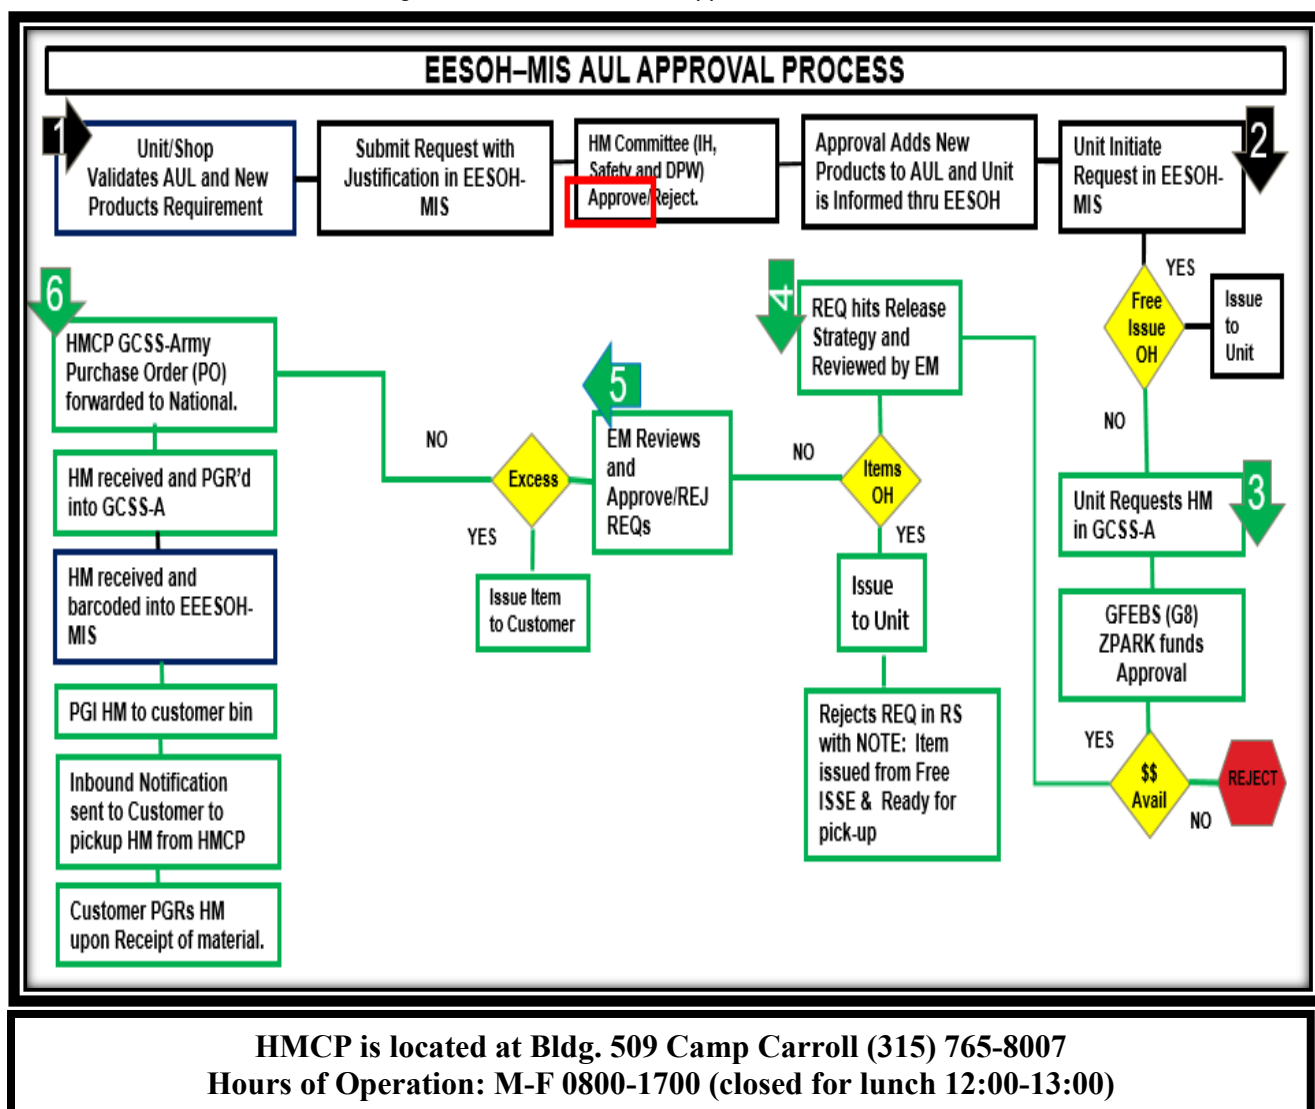 EESOH–MIS AUL APPROVAL PROCESS
1
Unit/Shop
Validates AUL and New
Products Requirement
Submit Request with
Justification in EESOH-
MIS
HM Committee (IH,
Safety and DPW)
Approve/Reject.
Approval Adds New
Products to AUL and Unit
is Informed thru EESOH
Unit Initiate
Request in EESOH-
MIS
2
YES
Free
Issue
OH
Issue
to
Unit
NO
Unit Requests HM
in GCSS-A
3
GFEBS (G8)
ZPARK funds
Approval
YES
$$
Avail
NO
REJECT
4
REQ hits Release
Strategy and
Reviewed by EM
Items
OH
NO
YES
Issue
to Unit
Rejects REQ in RS
with NOTE: Item
issued from Free
ISSE & Ready for
pick-up
5
EM Reviews
and
Approve/REJ
REQs
Excess
NO
YES
Issue Item
to Customer
6
HMCP GCSS-Army
Purchase Order (PO)
forwarded to National.
HM received and PGR’d
into GCSS-A
HM received and
barcoded into EEESOH-
MIS
PGI HM to customer bin
Inbound Notification
sent to Customer to
pickup HM from HMCP
Customer PGRs HM
upon Receipt of material.
HMCP is located at Bldg. 509 Camp Carroll (315) 765-8007
Hours of Operation: M-F 0800-1700 (closed for lunch 12:00-13:00)